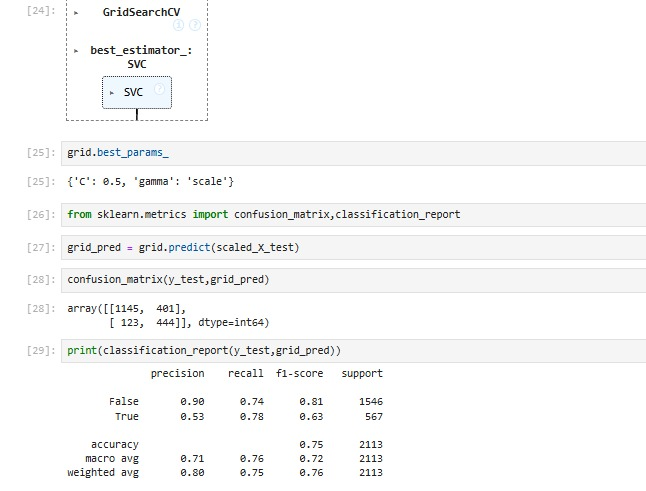 [24]:
▸ GridSearchCV
i ?
▸ best_estimator_:
SVC
▸ SVC ?
[25]: grid.best_params_
[25]: {'C': 0.5, 'gamma': 'scale'}
[26]: from sklearn.metrics import confusion_matrix,classification_report
[27]: grid_pred = grid.predict(scaled_X_test)
[28]: confusion_matrix(y_test,grid_pred)
[28]: array([[1145, 401],
[ 123, 444]], dtype=int64)
[29]: print(classification_report(y_test,grid_pred))
precision recall f1-score support
False 0.90 0.74 0.81 1546
True 0.53 0.78 0.63 567
accuracy 0.75 2113
macro avg 0.71 0.76 0.72 2113
weighted avg 0.80 0.75 0.76 2113